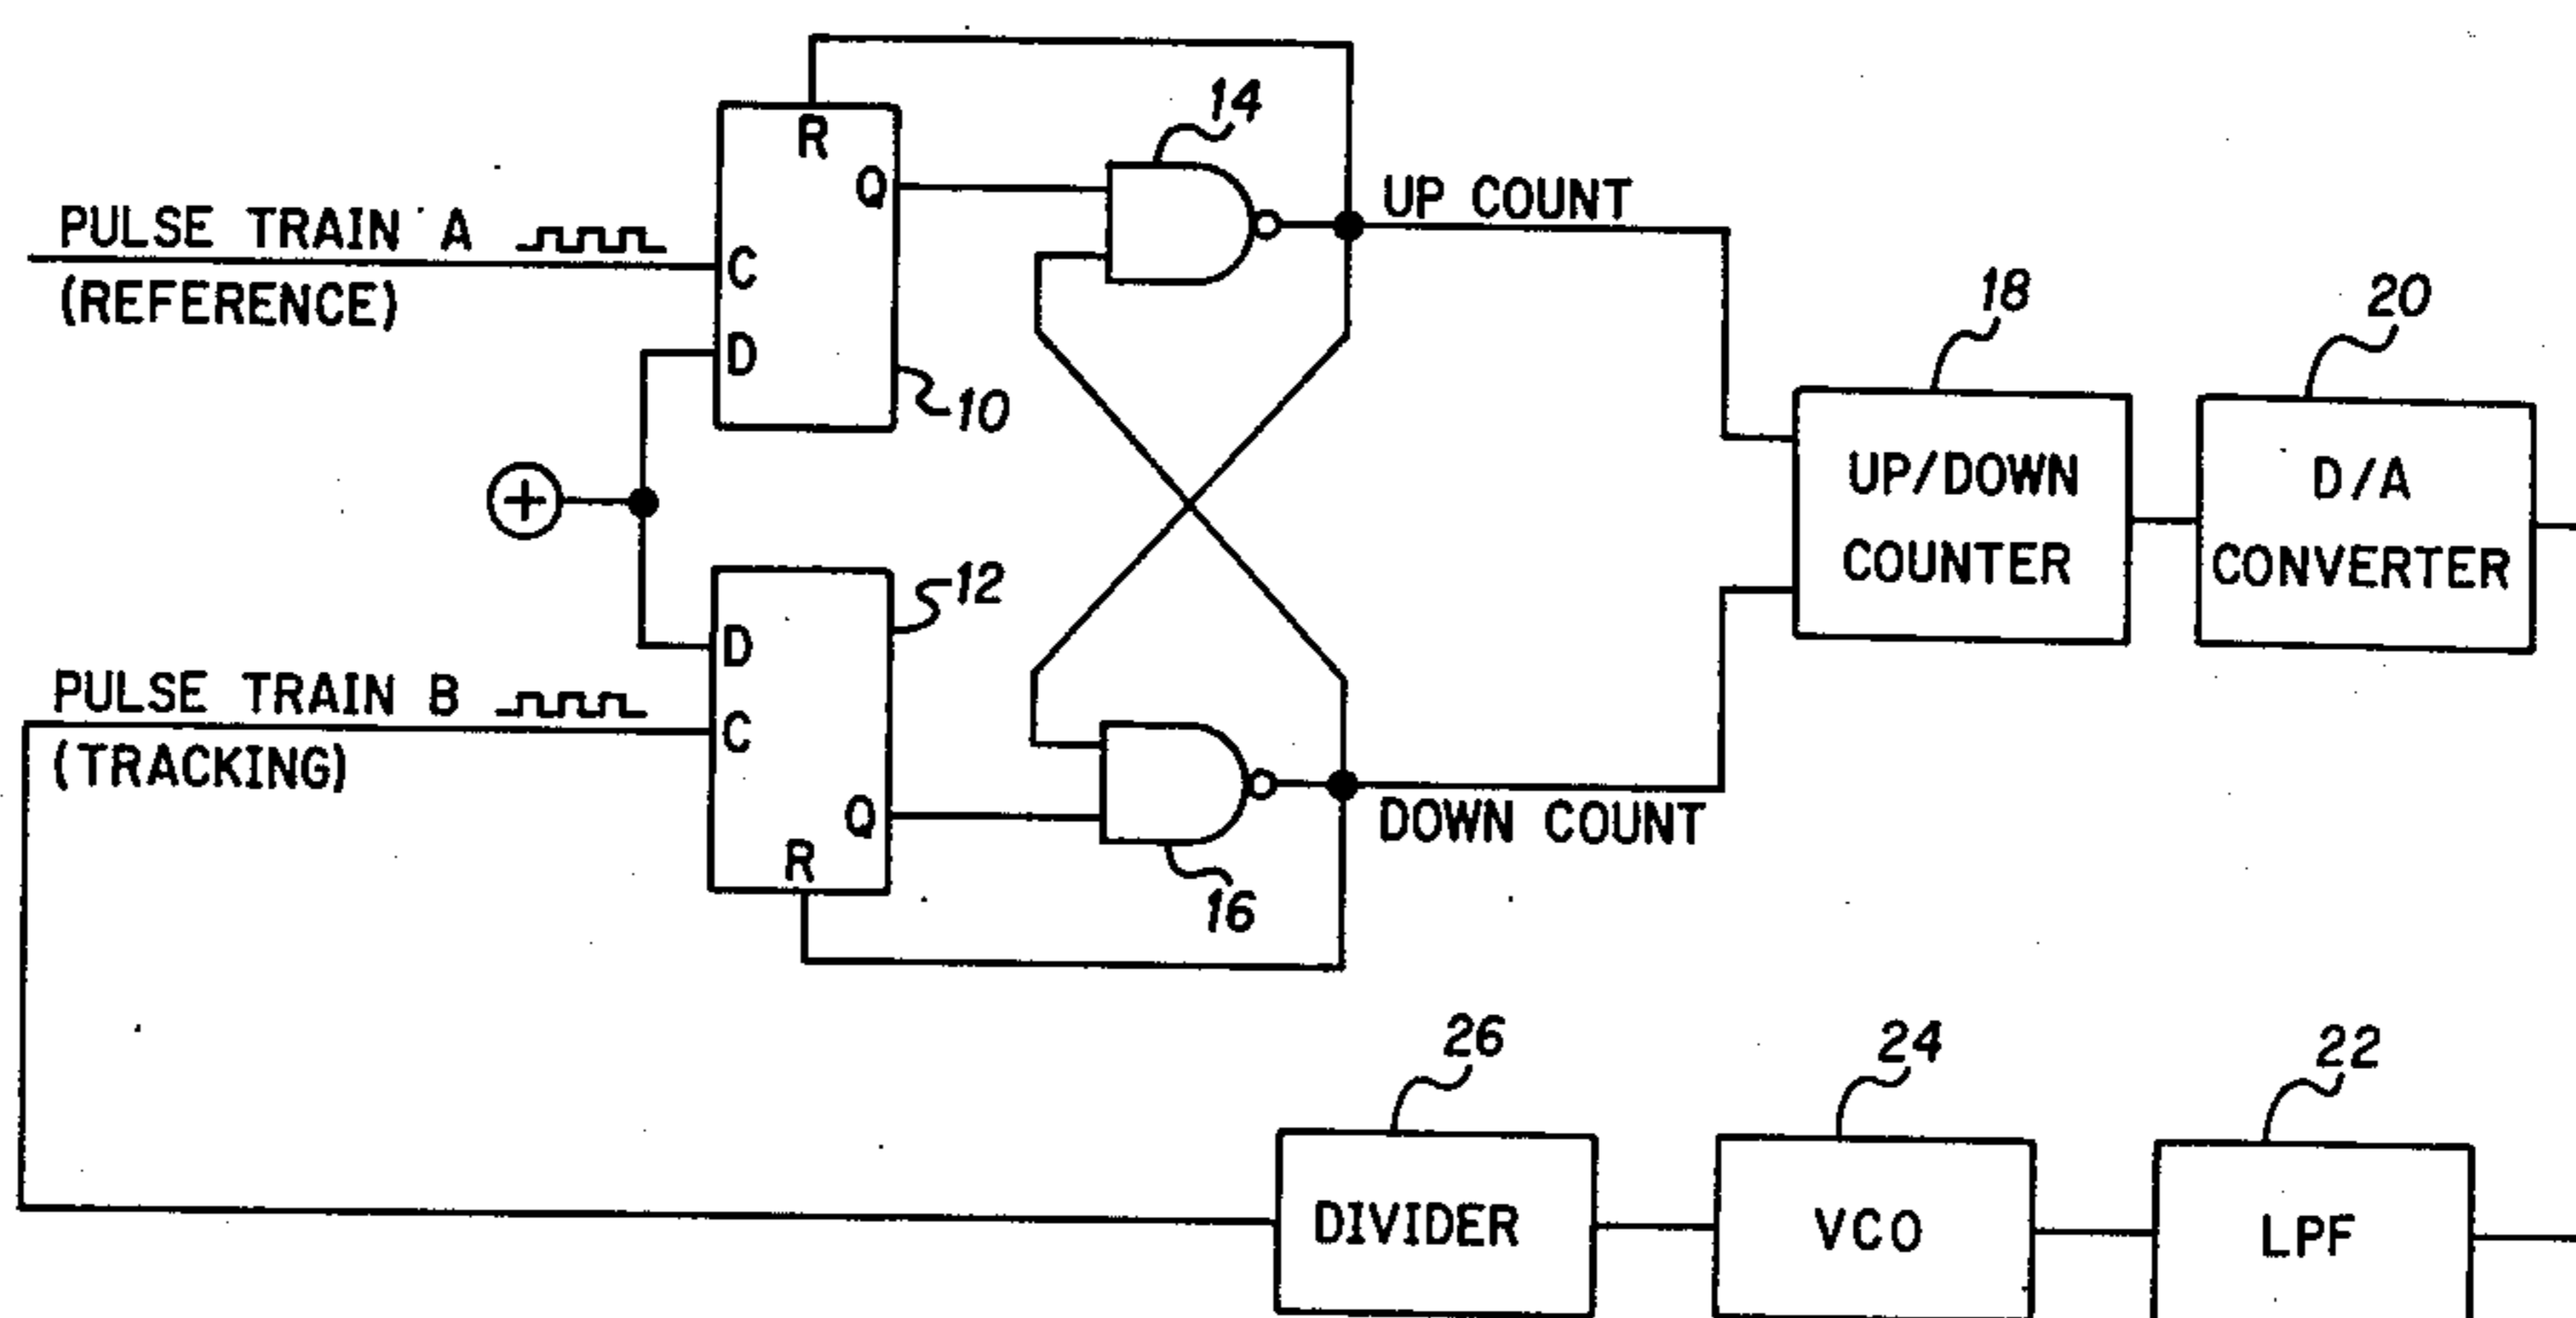 14
R
Q
UP COUNT
PULSE TRAIN A
C
(REFERENCE)
D
10
18
20
+
UP/DOWN
COUNTER
D/A
CONVERTER
12
D
PULSE TRAIN B
C
(TRACKING)
Q
R
DOWN COUNT
16
26
24
22
DIVIDER
VCO
LPF